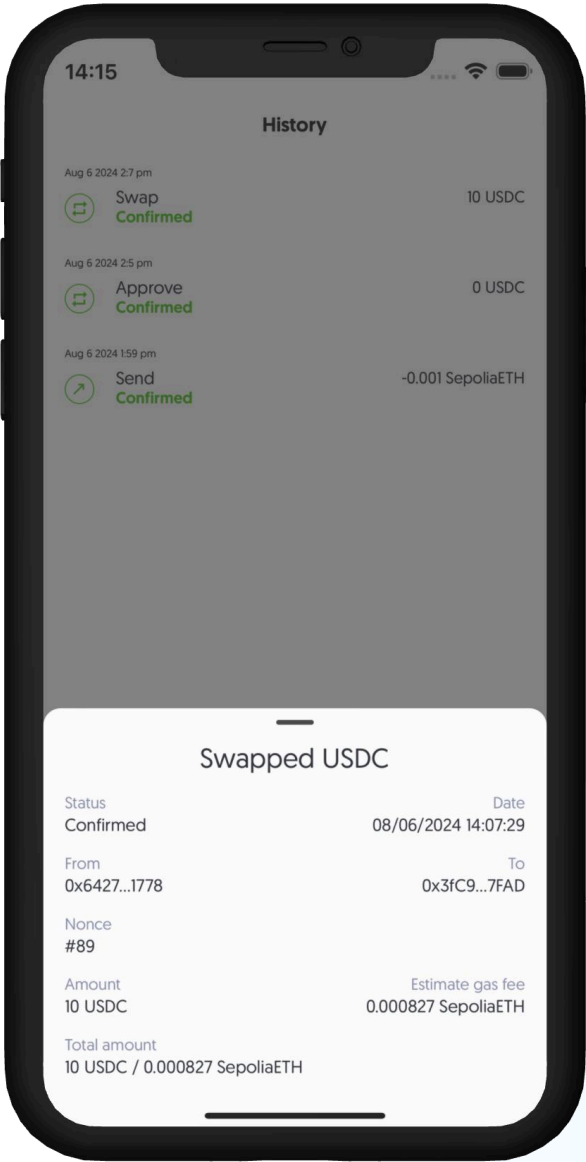 14:15
History
Aug 6 2024 2:7 pm
Swap 10 USDC
Confirmed
Aug 6 2024 2:5 pm
Approve 0 USDC
Confirmed
Aug 6 2024 1:59 pm
Send -0.001 SepoliaETH
Confirmed
Swapped USDC
Status Date
Confirmed 08/06/2024 14:07:29
From To
0x6427...1778 0x3fC9...7FAD
Nonce
#89
Amount Estimate gas fee
10 USDC 0.000827 SepoliaETH
Total amount
10 USDC / 0.000827 SepoliaETH